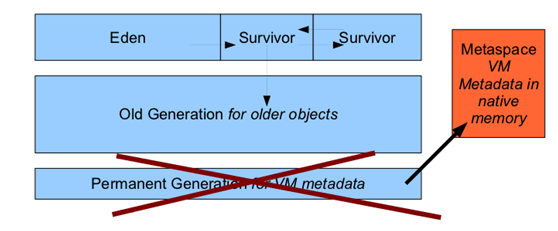 Eden
Survivor
Survivor
Old Generation for older objects
Permanent Generation for VM metadata
Metaspace
VM
Metadata in
native
memory